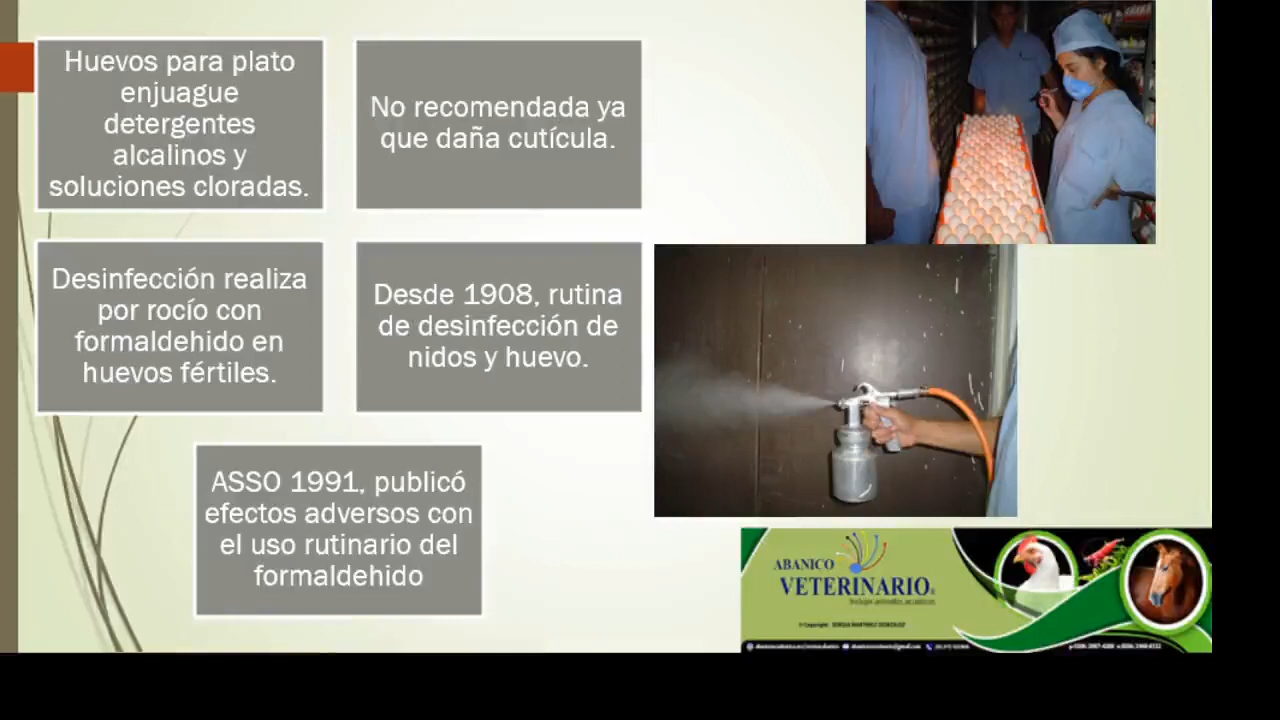 Huevos para plato
enjuague
detergentes
alcalinos y
soluciones cloradas.
No recomendada ya
que daña cutícula.
Desinfección realiza
por rocío con
formaldehido en
huevos fértiles.
Desde 1908, rutina
de desinfección de
nidos y huevo.
ASSO 1991, publicó
efectos adversos con
el uso rutinario del
formaldehido
ABANICO
VETERINARIO